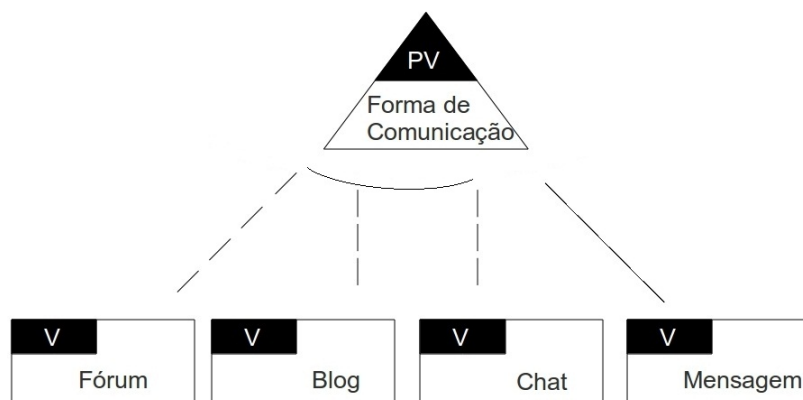 PV
Forma de
Comunicação
V
Fórum
V
Blog
V
Chat
V
Mensagem